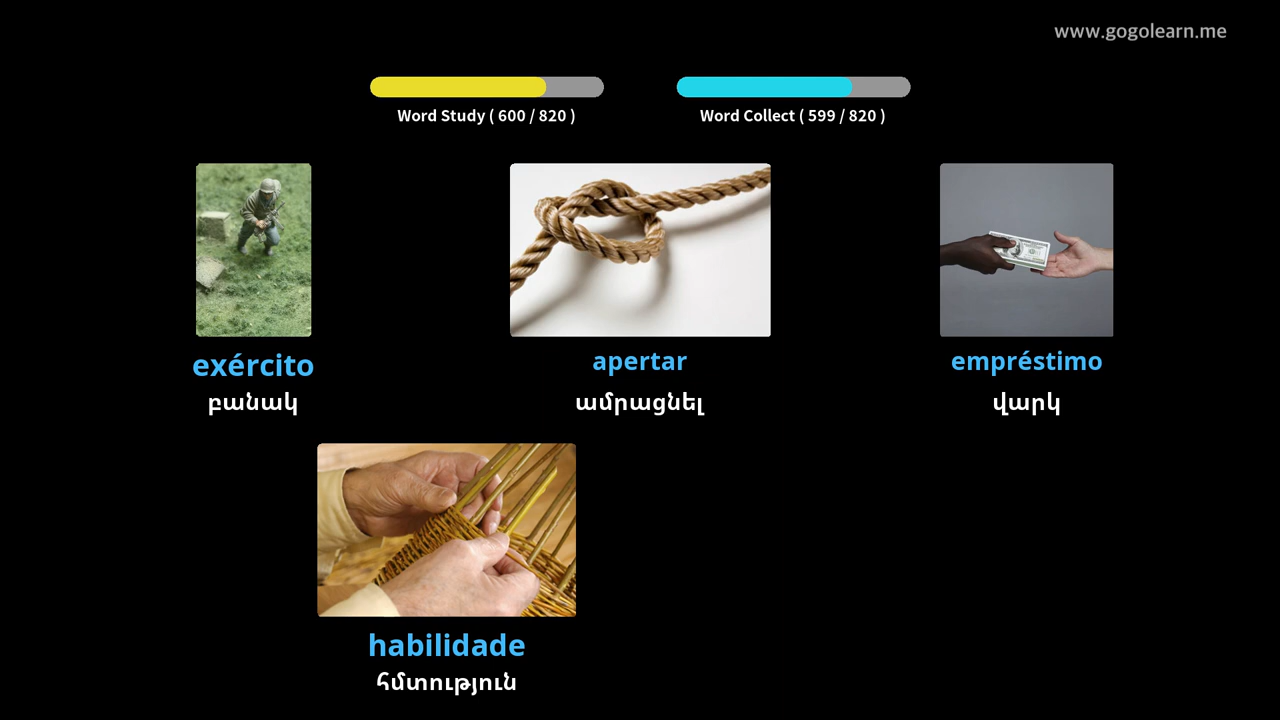 www.gogolearn.me
Word Study ( 600 / 820 )
Word Collect ( 599 / 820 )
exército
բանակ
apertar
ամրացնել
empréstimo
վարկ
habilidade
հմտություն